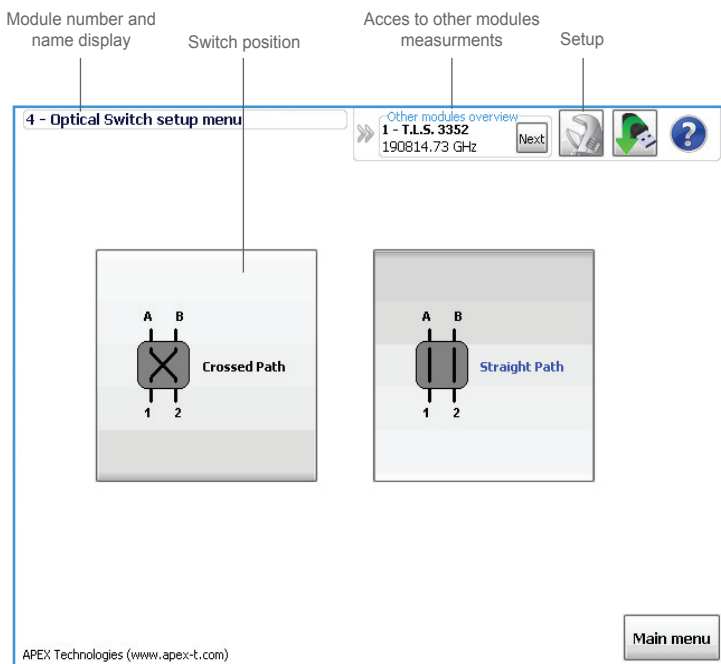 Module number and
name display
Switch position
Acces to other modules
measurments
Setup
4 - Optical Switch setup menu
Other modules overview
1 - T.L.S. 3352
190814.73 GHz
Next
?
A B
Crossed Path
1 2
A B
Straight Path
1 2
Main menu
APEX Technologies (www.apex-t.com)